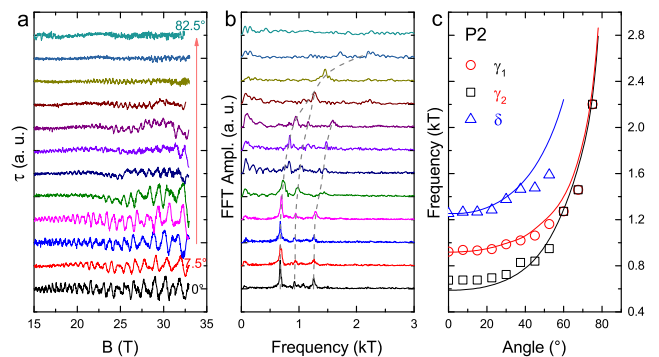 a
82.5°
7.5°
0°
τ (a. u.)
15 20 25 30 35
B (T)
b
FFT Ampl. (a. u.)
0 1 2 3
Frequency (kT)
c
P2
γ1
γ2
δ
Frequency (kT)
2.8
2.4
2.0
1.6
1.2
0.8
0.4
0 20 40 60 80
Angle (°)